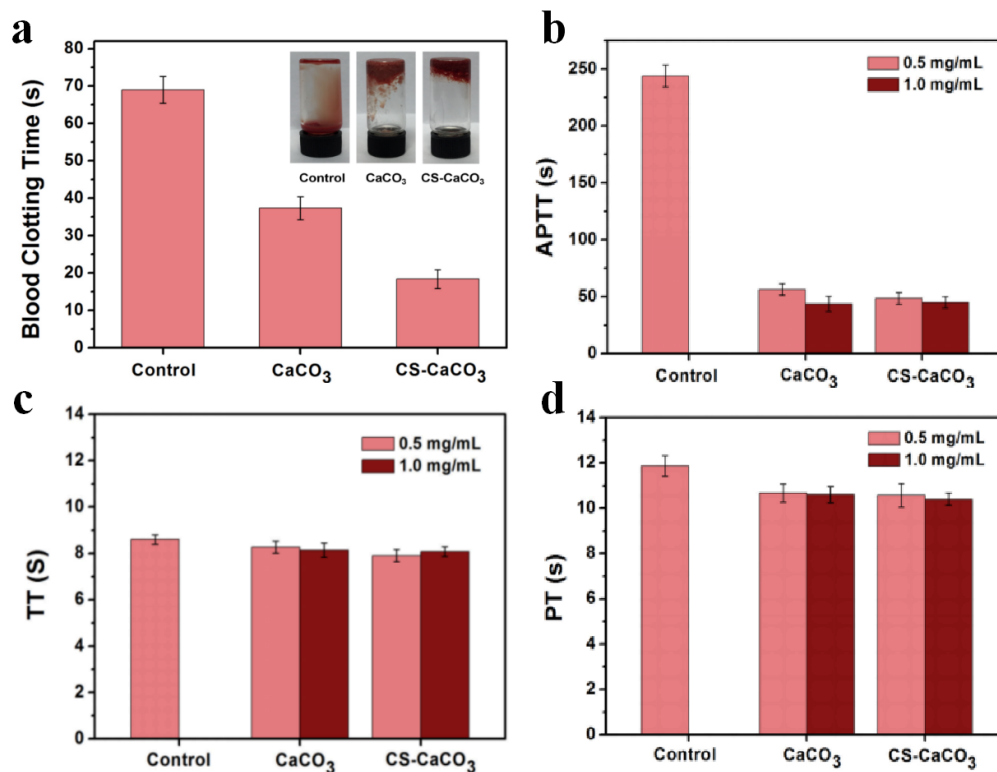 a
Blood Clotting Time (s)
80
70
60
50
40
30
20
10
0
Control
CaCO₃
CS-CaCO₃
Control
CaCO₃
CS-CaCO₃
b
APTT (s)
250
200
150
100
50
0
0.5 mg/mL
1.0 mg/mL
Control
CaCO₃
CS-CaCO₃
c
TT (S)
14
12
10
8
6
4
2
0
0.5 mg/mL
1.0 mg/mL
Control
CaCO₃
CS-CaCO₃
d
PT (s)
14
12
10
8
6
4
2
0
0.5 mg/mL
1.0 mg/mL
Control
CaCO₃
CS-CaCO₃